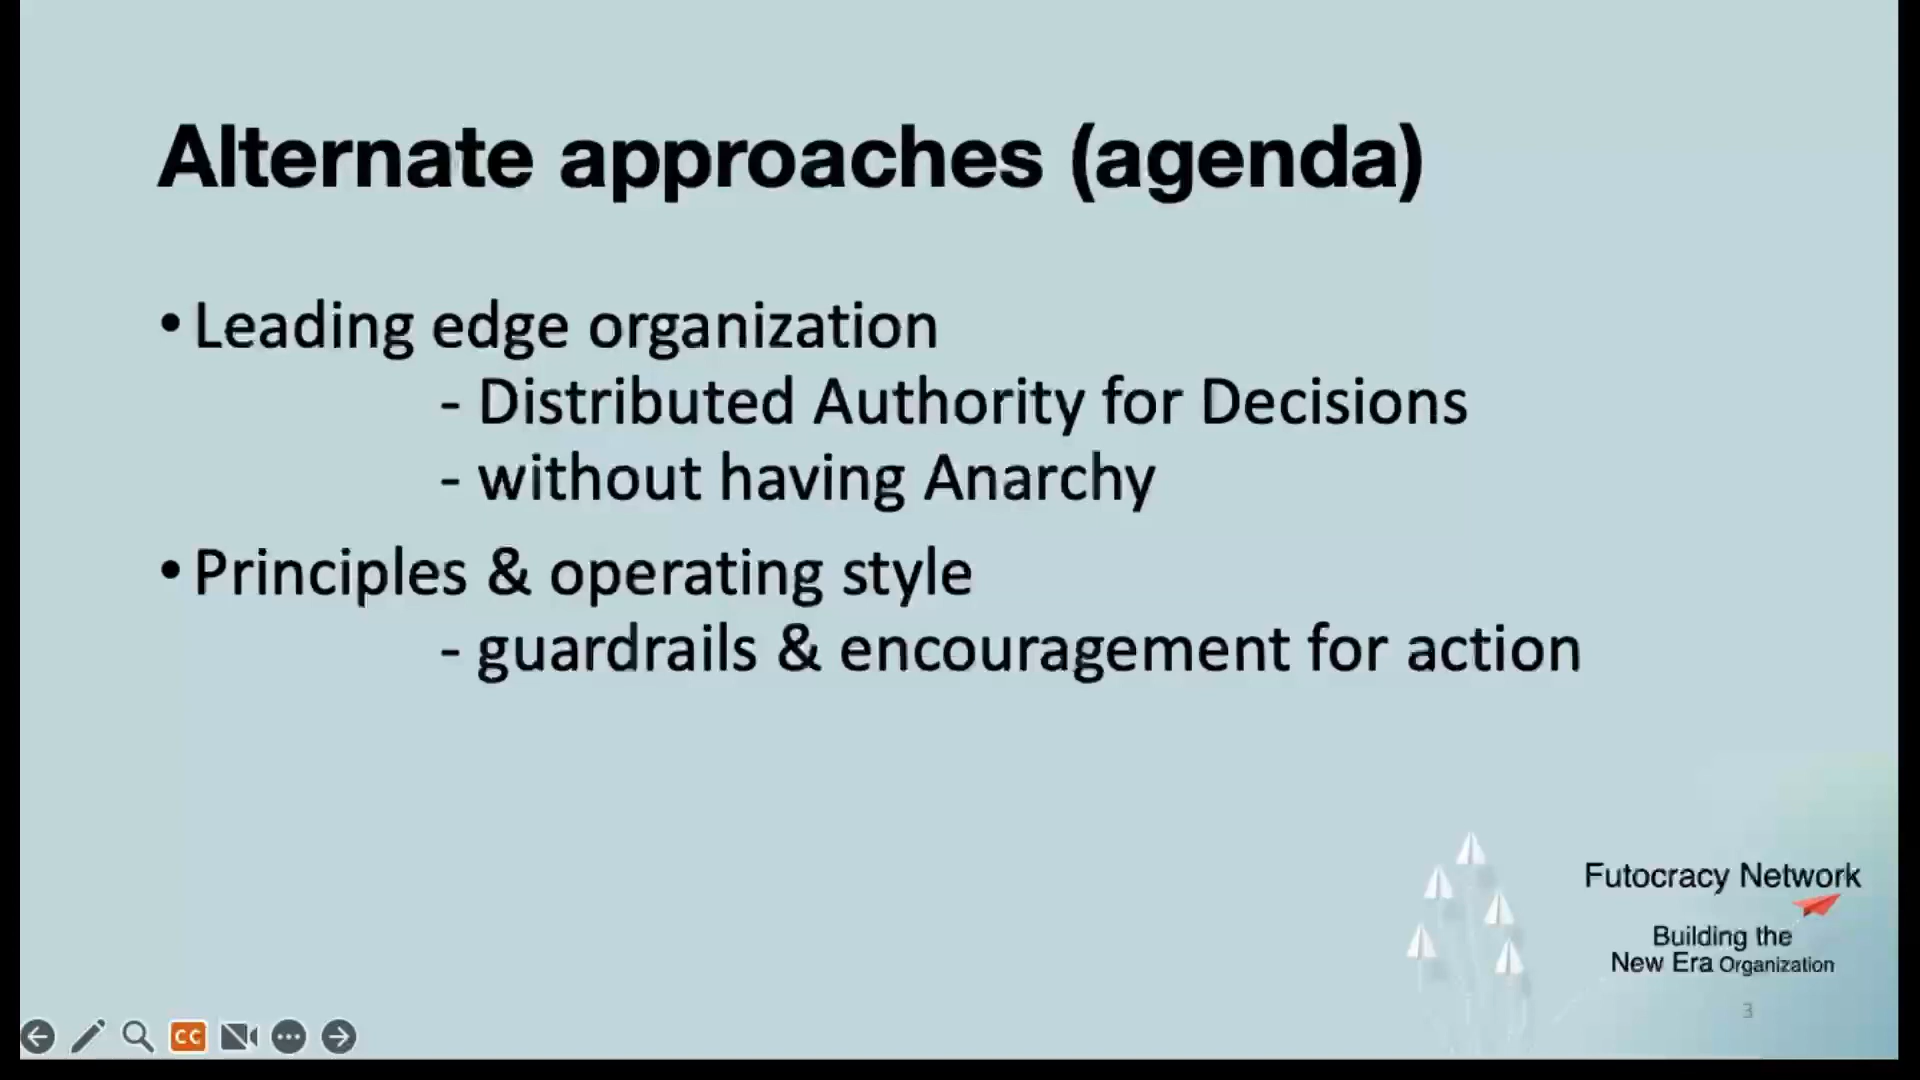 Alternate approaches (agenda)
• Leading edge organization
- Distributed Authority for Decisions
- without having Anarchy
• Principles & operating style
- guardrails & encouragement for action
Futocracy Network
Building the
New Era Organization
3
CC